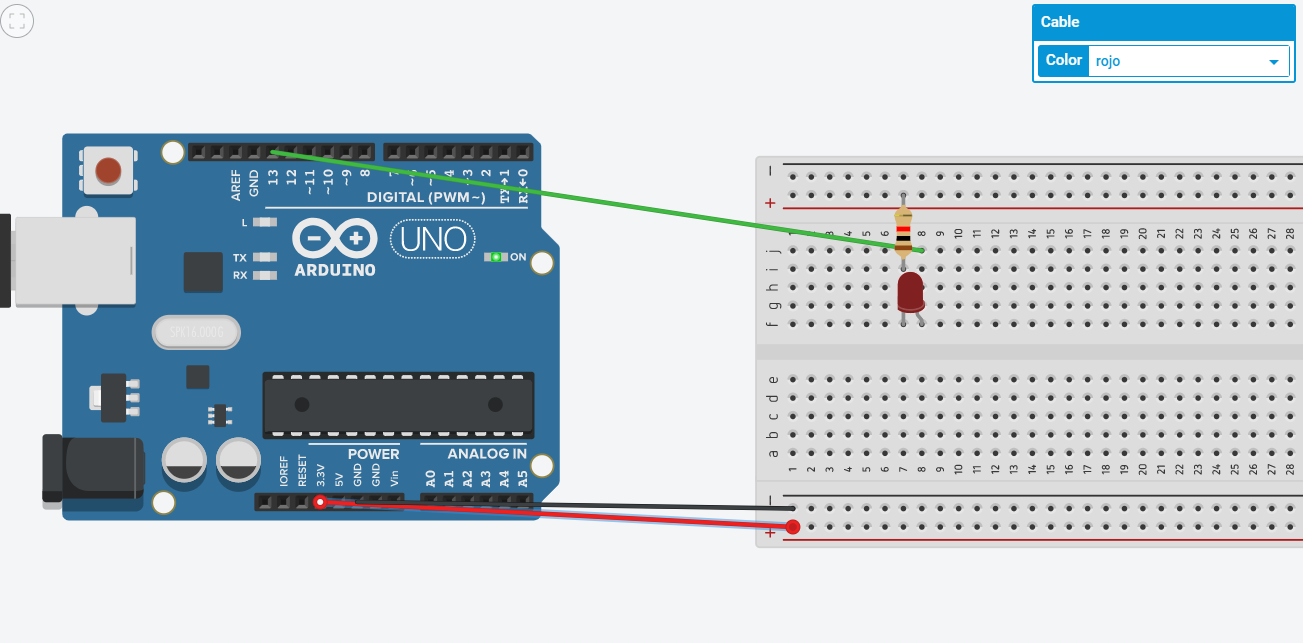 Cable
Color rojo
AREF GND 13 12 ~11 ~10 ~9 8 7 ~6 ~5 4 ~3 2 TX→1 RX←0
DIGITAL (PWM~)
L
TX
RX
UNO
ARDUINO
ON
SPK16.000G
POWER
ANALOG IN
IOREF RESET 3.3V 5V GND GND Vin A0 A1 A2 A3 A4 A5
−
+
1 5 6 8 9 10 11 12 13 14 15 16 17 18 19 20 21 22 23 24 25 26 27 28
j
i
h
g
f
e
d
c
b
a
1 2 3 4 5 6 7 8 9 10 11 12 13 14 15 16 17 18 19 20 21 22 23 24 25 26 27 28
−
+